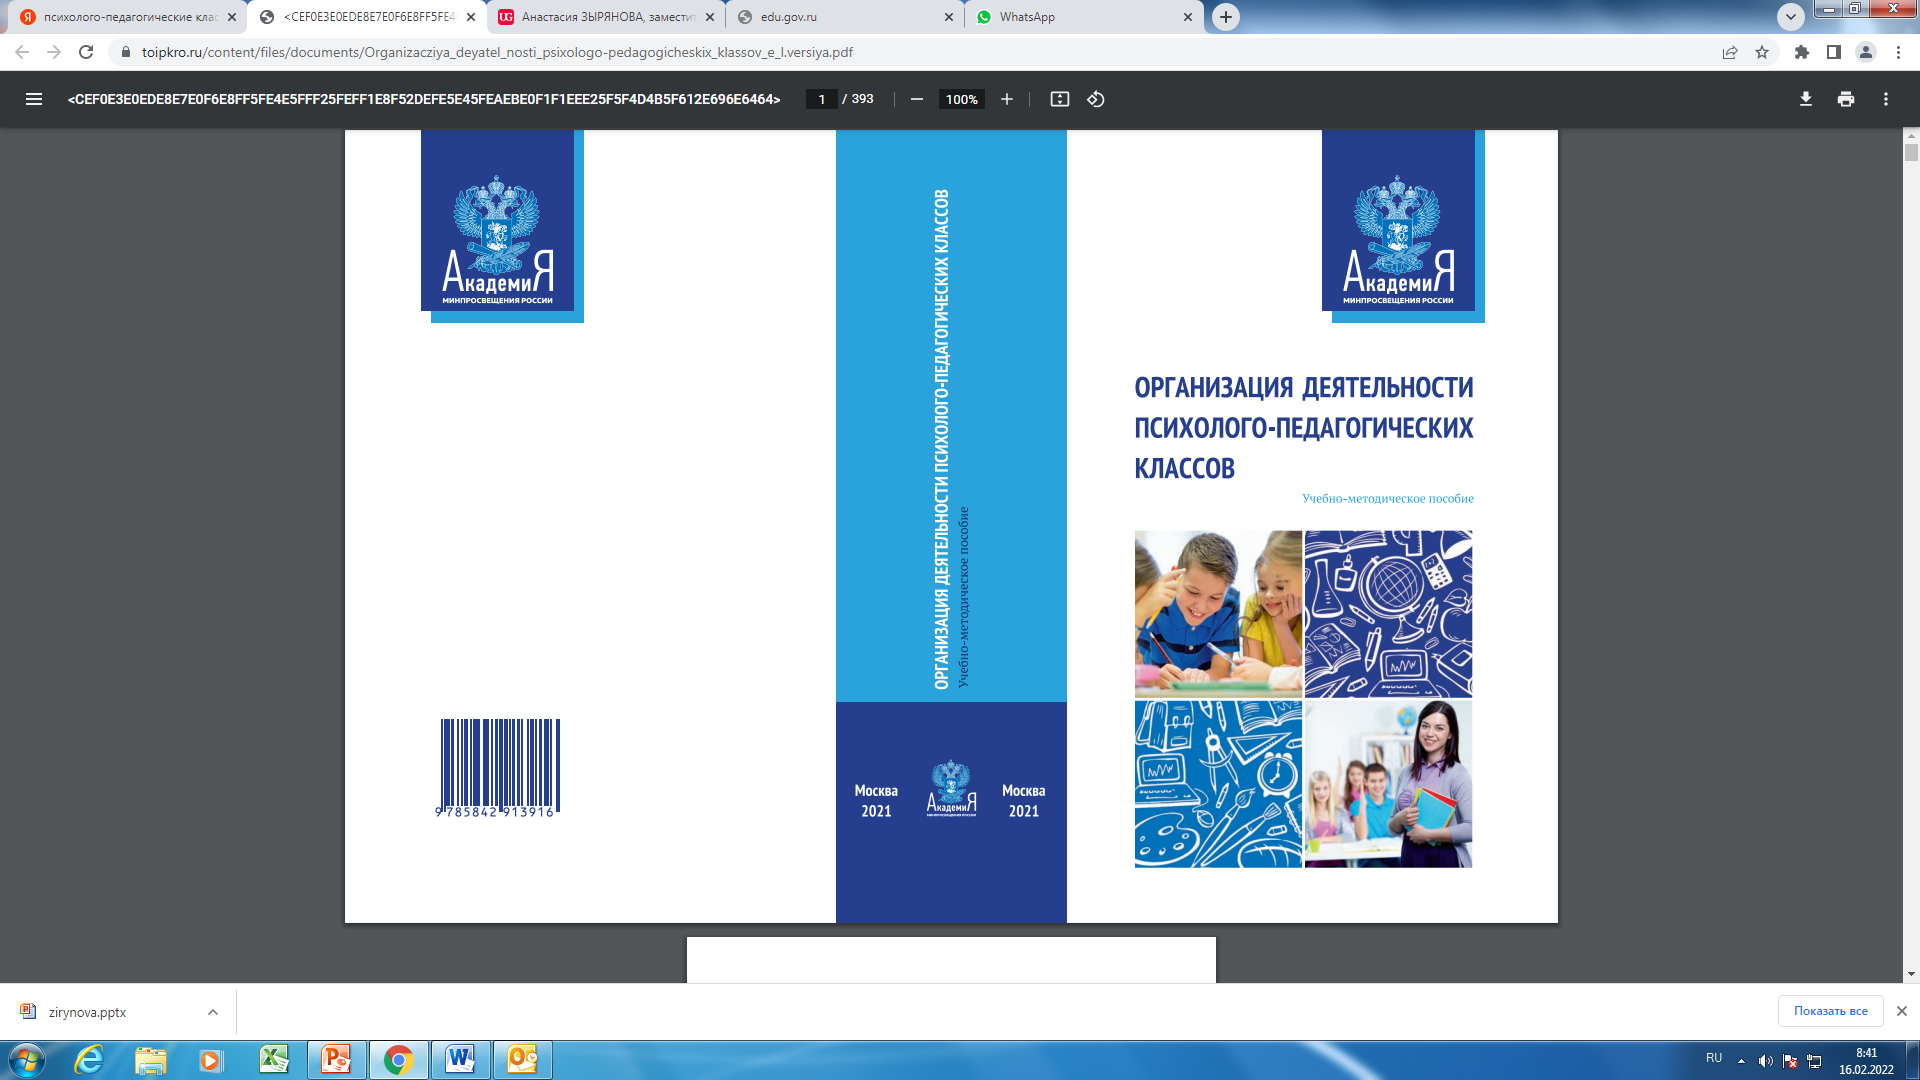 психолого-педагогические клас
<CEF0E3E0EDE8E7E0F6E8FF5FE4
Анастасия ЗЫРЯНОВА, заместит
edu.gov.ru
WhatsApp
toipkro.ru/content/files/documents/Organizacziya_deyatel_nosti_psixologo-pedagogicheskix_klassov_e_l.versiya.pdf
<CEF0E3E0EDE8E7E0F6E8FF5FE4E5FFF25FEFF1E8F52DEFE5E45FEAEBE0F1F1EEE25F5F4D4B5F612E696E6464>
1 / 393
100%
АкадемиЯ
МИНПРОСВЕЩЕНИЯ РОССИИ
9 785842 913916
ОРГАНИЗАЦИЯ ДЕЯТЕЛЬНОСТИ ПСИХОЛОГО-ПЕДАГОГИЧЕСКИХ КЛАССОВ
Учебно-методическое пособие
Москва
2021
АкадемиЯ
МИНПРОСВЕЩЕНИЯ РОССИИ
Москва
2021
АкадемиЯ
МИНПРОСВЕЩЕНИЯ РОССИИ
ОРГАНИЗАЦИЯ ДЕЯТЕЛЬНОСТИ
ПСИХОЛОГО-ПЕДАГОГИЧЕСКИХ
КЛАССОВ
Учебно-методическое пособие
zirynova.pptx
Показать все
RU
8:41
16.02.2022